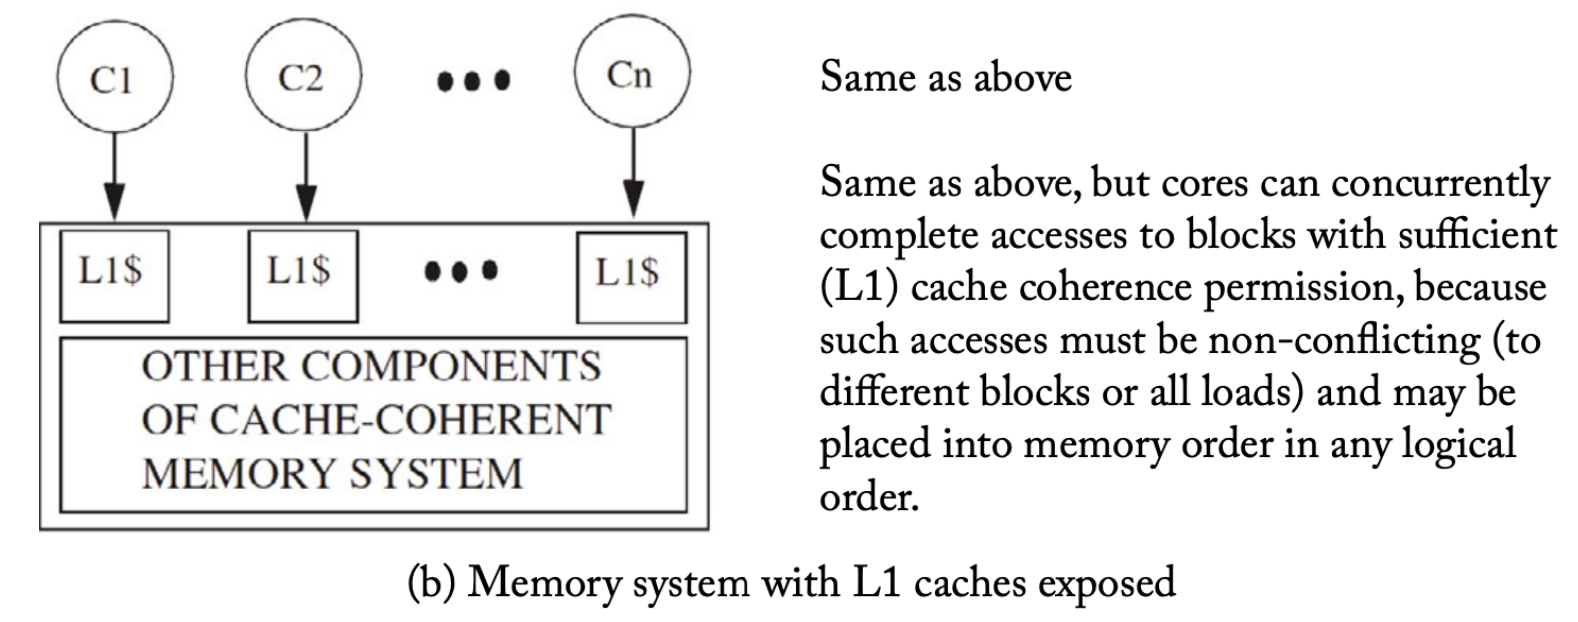 C1 C2 ••• Cn
L1$ L1$ ••• L1$
OTHER COMPONENTS
OF CACHE-COHERENT
MEMORY SYSTEM
Same as above
Same as above, but cores can concurrently
complete accesses to blocks with sufficient
(L1) cache coherence permission, because
such accesses must be non-conflicting (to
different blocks or all loads) and may be
placed into memory order in any logical
order.
(b) Memory system with L1 caches exposed